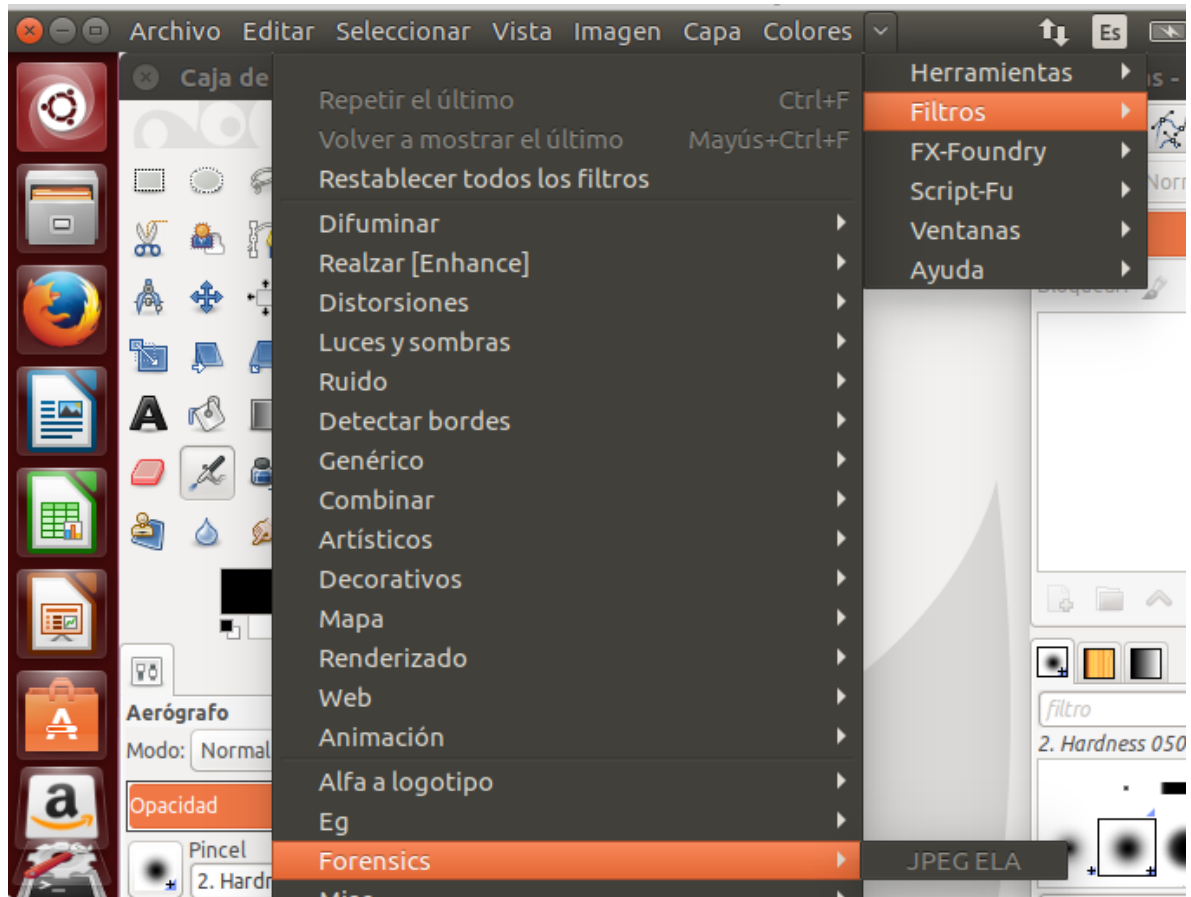 Archivo Editar Seleccionar Vista Imagen Capa Colores
Es
Caja de
Herramientas
Filtros
FX-Foundry
Script-Fu
Ventanas
Ayuda
Repetir el último Ctrl+F
Volver a mostrar el último Mayús+Ctrl+F
Restablecer todos los filtros
Difuminar
Realzar [Enhance]
Distorsiones
Luces y sombras
Ruido
Detectar bordes
Genérico
Combinar
Artísticos
Decorativos
Mapa
Renderizado
Web
Animación
Alfa a logotipo
Eg
Forensics
JPEG ELA
Aerógrafo
Modo: Normal
Opacidad
Pincel
2. Hard
filtro
2. Hardness 050